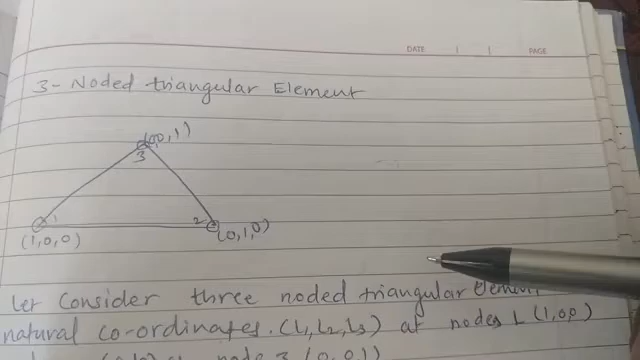 DATE | | PAGE
3- Noded triangular Element
(0,0,1)
3
1
2
(1,0,0)
(0,1,0)
Let Consider three noded triangular Element
natural co-ordinates. (L1, L2, L3) at nodes 1 (1,0,0)
node 3 (0,0,1)